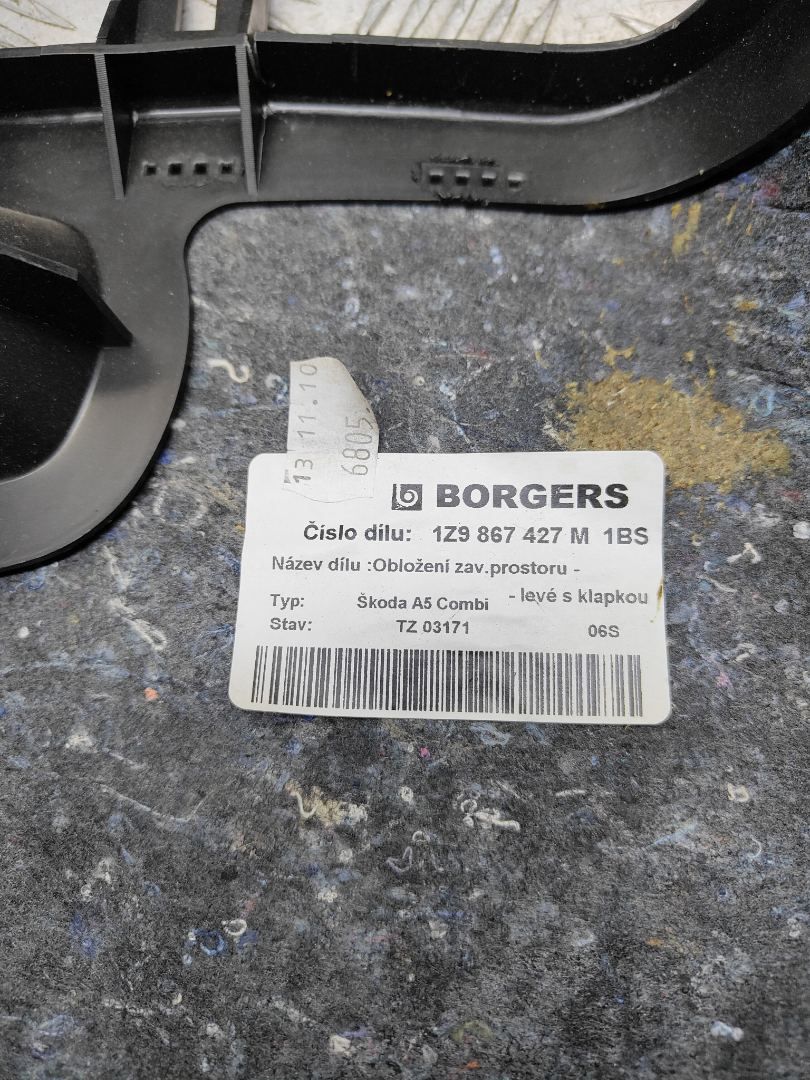 13.11.10
6805
BORGERS
Číslo dílu: 1Z9 867 427 M 1BS
Název dílu :Obložení zav.prostoru -
- levé s klapkou
Typ: Škoda A5 Combi
Stav: TZ 03171 06S